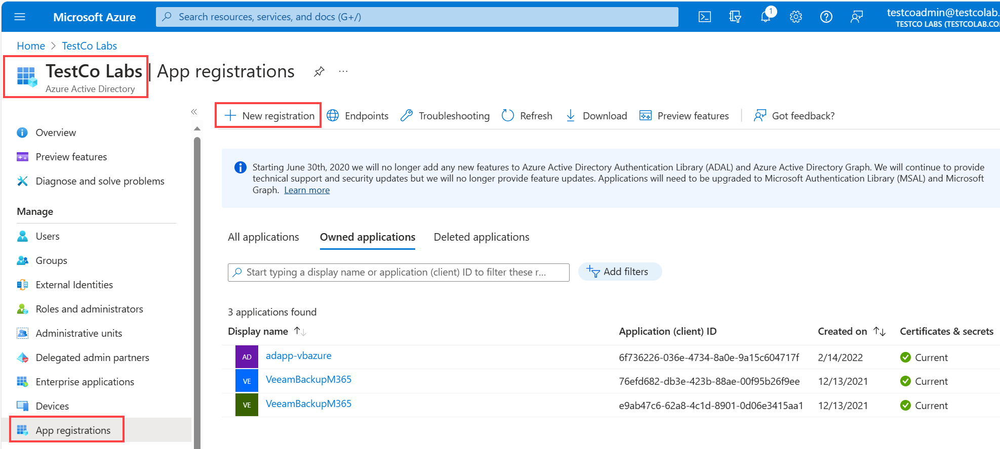 Microsoft Azure
Search resources, services, and docs (G+/)
1
testcoadmin@testcolab.
TESTCO LABS (TESTCOLAB.CO
Home > TestCo Labs
TestCo Labs | App registrations
...
Azure Active Directory
«
New registration
Endpoints
Troubleshooting
Refresh
Download
Preview features
Got feedback?
Overview
Preview features
Diagnose and solve problems
Manage
Users
Groups
External Identities
Roles and administrators
Administrative units
Delegated admin partners
Enterprise applications
Devices
App registrations
Starting June 30th, 2020 we will no longer add any new features to Azure Active Directory Authentication Library (ADAL) and Azure Active Directory Graph. We will continue to provide
technical support and security updates but we will no longer provide feature updates. Applications will need to be upgraded to Microsoft Authentication Library (MSAL) and Microsoft
Graph. Learn more
All applications
Owned applications
Deleted applications
Start typing a display name or application (client) ID to filter these r...
Add filters
3 applications found
Display name ↑↓ Application (client) ID Created on ↑↓ Certificates & secrets
AD adapp-vbazure 6f736226-036e-4734-8a0e-9a15c604717f 2/14/2022 Current
VE VeeamBackupM365 76efd682-db3e-423b-88ae-00f95b26f9ee 12/13/2021 Current
VE VeeamBackupM365 e9ab47c6-62a8-4c1d-8901-0d06e3415aa1 12/13/2021 Current